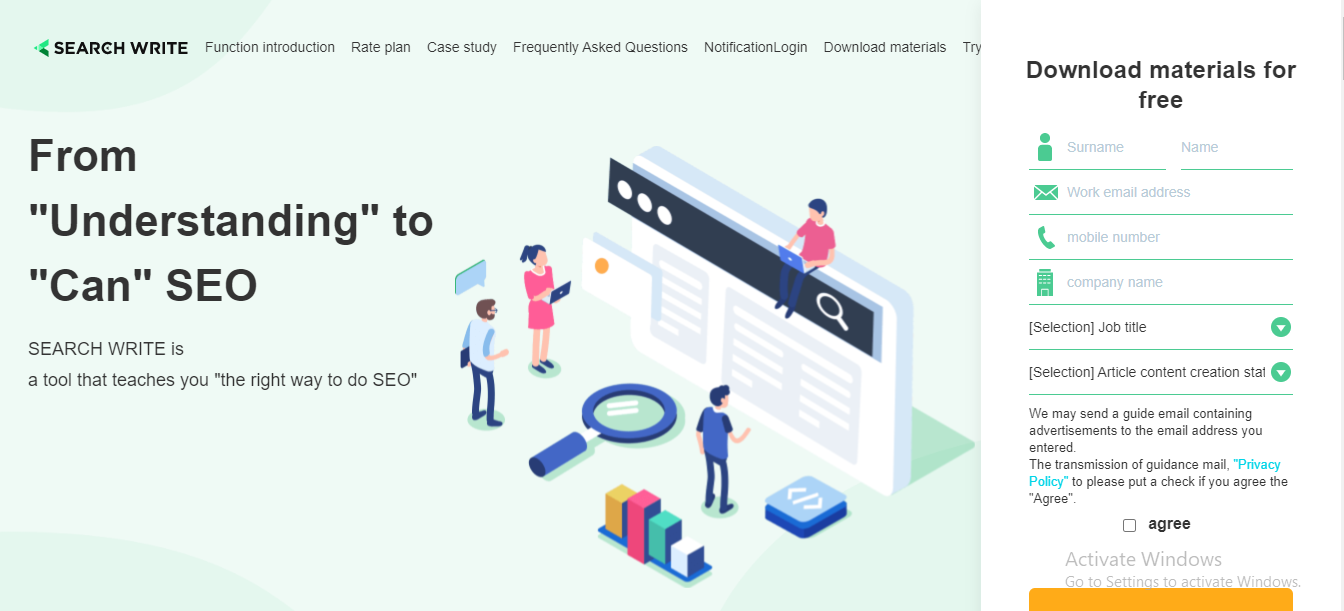 SEARCH WRITE Function introduction Rate plan Case study Frequently Asked Questions NotificationLogin Download materials Try
From
"Understanding" to
"Can" SEO
SEARCH WRITE is
a tool that teaches you "the right way to do SEO"
Download materials for
free
Surname Name
Work email address
mobile number
company name
[Selection] Job title
[Selection] Article content creation
We may send a guide email containing
advertisements to the email address you
entered.
The transmission of guidance mail, "Privacy
Policy" to please put a check if you agree the
"Agree".
agree
Activate Windows
Go to Settings to activate Windows.